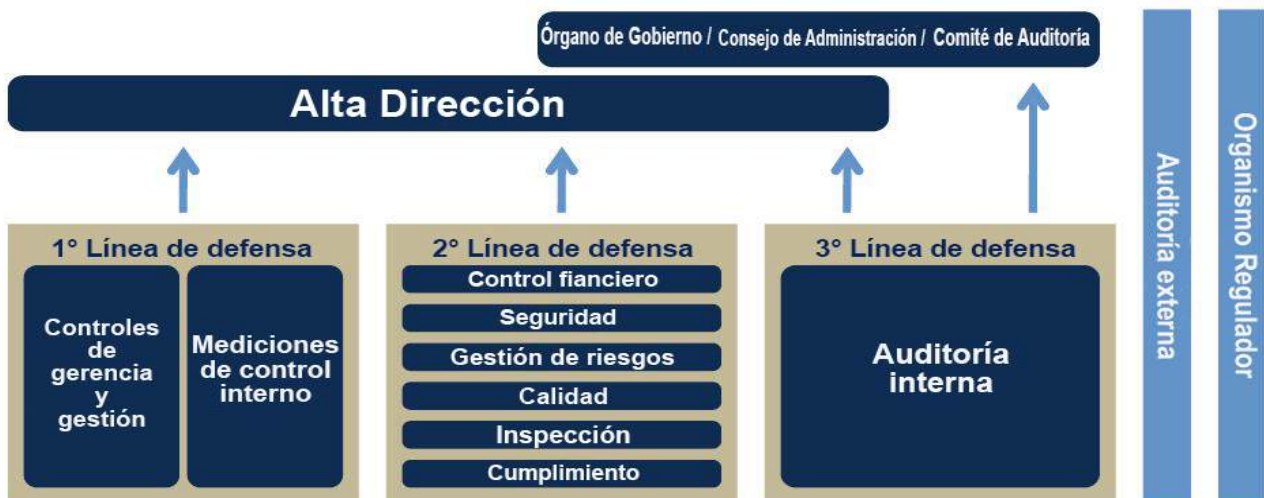 Órgano de Gobierno / Consejo de Administración / Comité de Auditoría
Alta Dirección
1° Línea de defensa
Controles
de
gerencia
y
gestión
Mediciones
de control
interno
2° Línea de defensa
Control fianciero
Seguridad
Gestión de riesgos
Calidad
Inspección
Cumplimiento
3° Línea de defensa
Auditoría
interna
Auditoría externa
Organismo Regulador